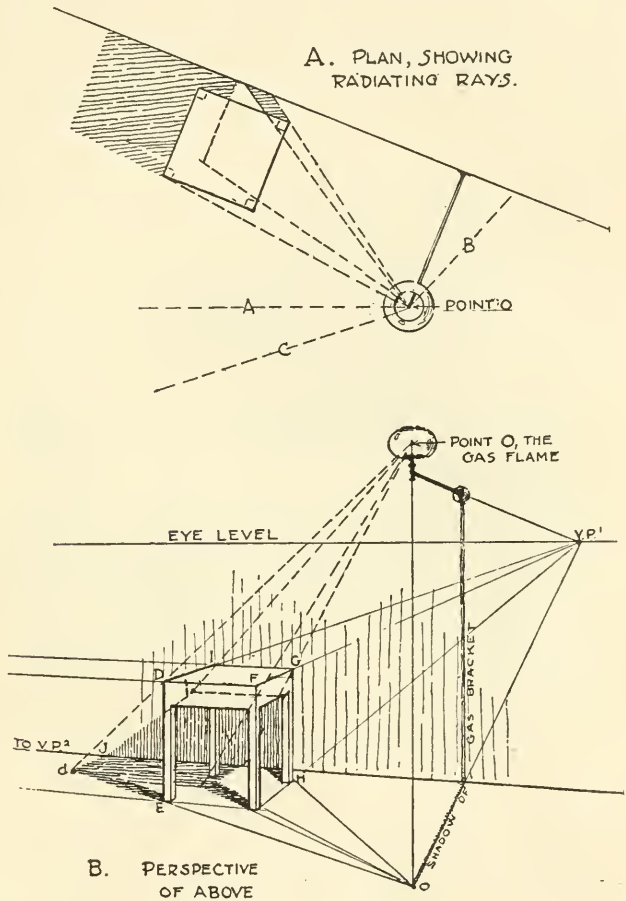 A. PLAN, SHOWING
RADIATING RAYS.
B
A
POINT O
C
POINT O, THE
GAS FLAME
EYE LEVEL
V.P.¹
D
I
F
G
J
TO V.P.²
d
E
H
O
SHADOW OF GAS BRACKET
B. PERSPECTIVE
OF ABOVE